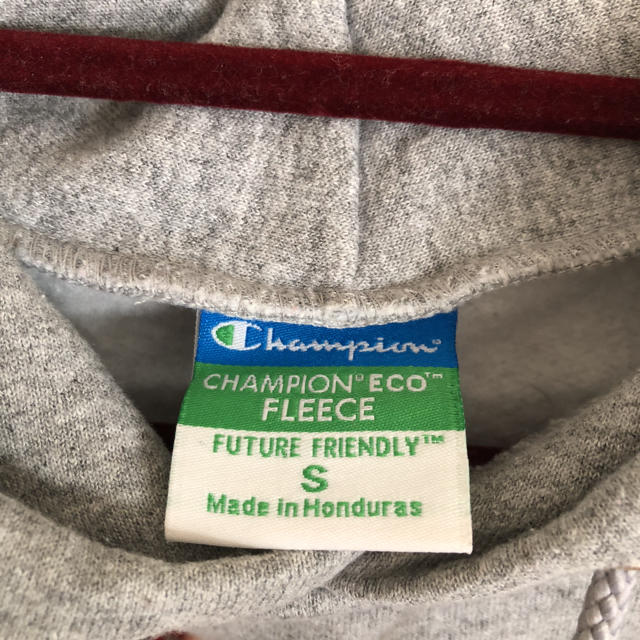 Champion®
CHAMPION® ECO™
FLEECE
FUTURE FRIENDLY™
S
Made in Honduras